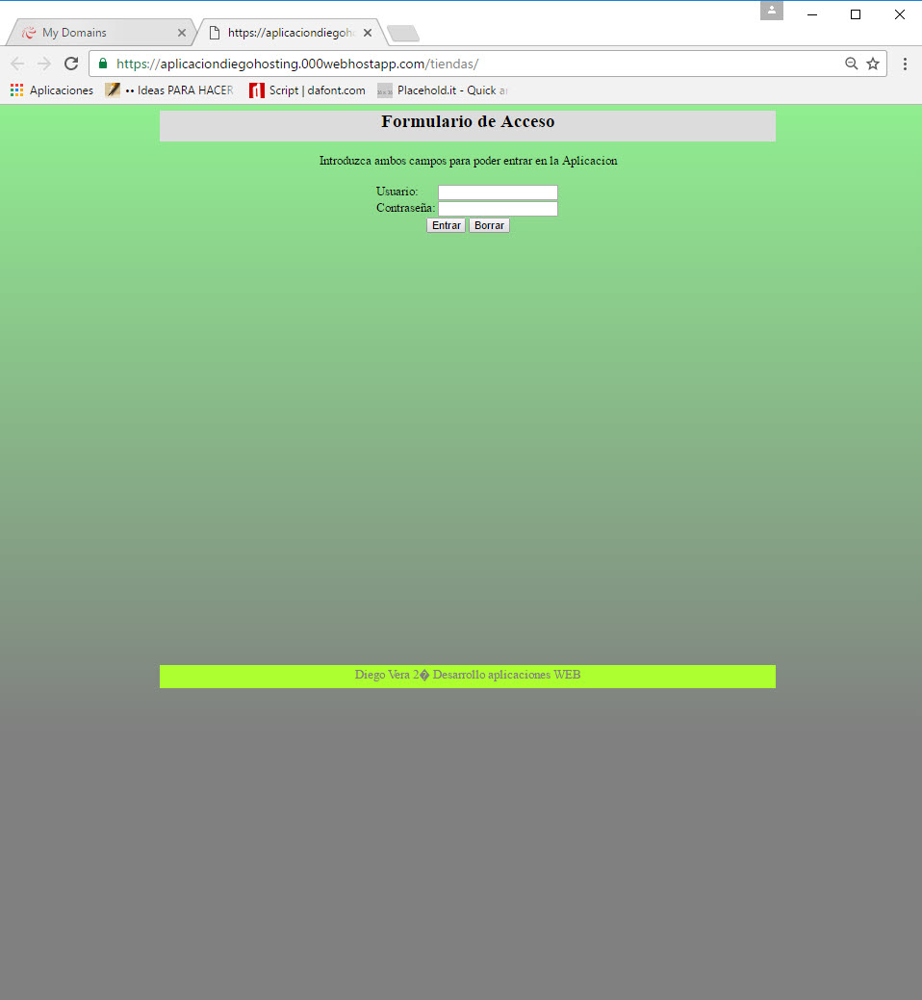 My Domains
https://aplicaciondiegoho
https://aplicaciondiegohosting.000webhostapp.com/tiendas/
Aplicaciones
•• Ideas PARA HACER
Script | dafont.com
Placehold.it - Quick a
Formulario de Acceso
Introduzca ambos campos para poder entrar en la Aplicacion
Usuario:
Contraseña:
Entrar Borrar
Diego Vera 2� Desarrollo aplicaciones WEB